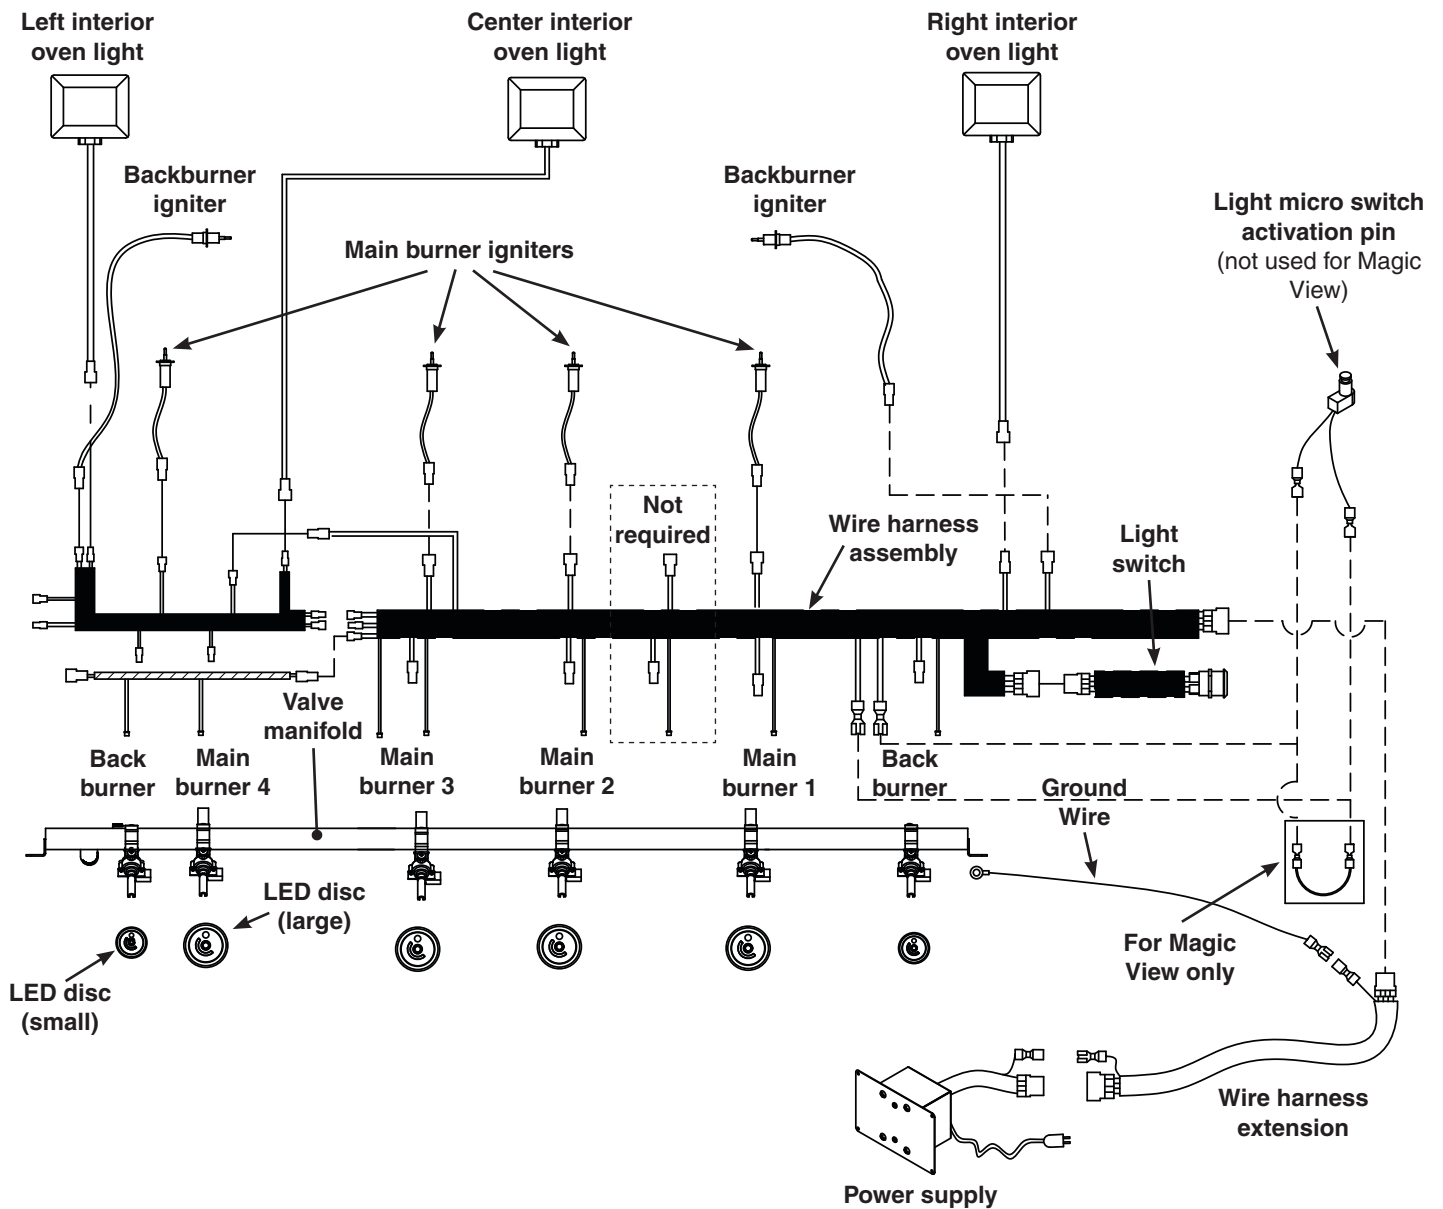 Left interior
oven light
Center interior
oven light
Right interior
oven light
Backburner
igniter
Backburner
igniter
Light micro switch
activation pin
(not used for Magic
View)
Main burner igniters
Not
required
Wire harness
assembly
Light
switch
Valve
manifold
Back
burner
Main
burner 4
Main
burner 3
Main
burner 2
Main
burner 1
Back
burner
Ground
Wire
LED disc
(large)
For Magic
View only
LED disc
(small)
Wire harness
extension
Power supply